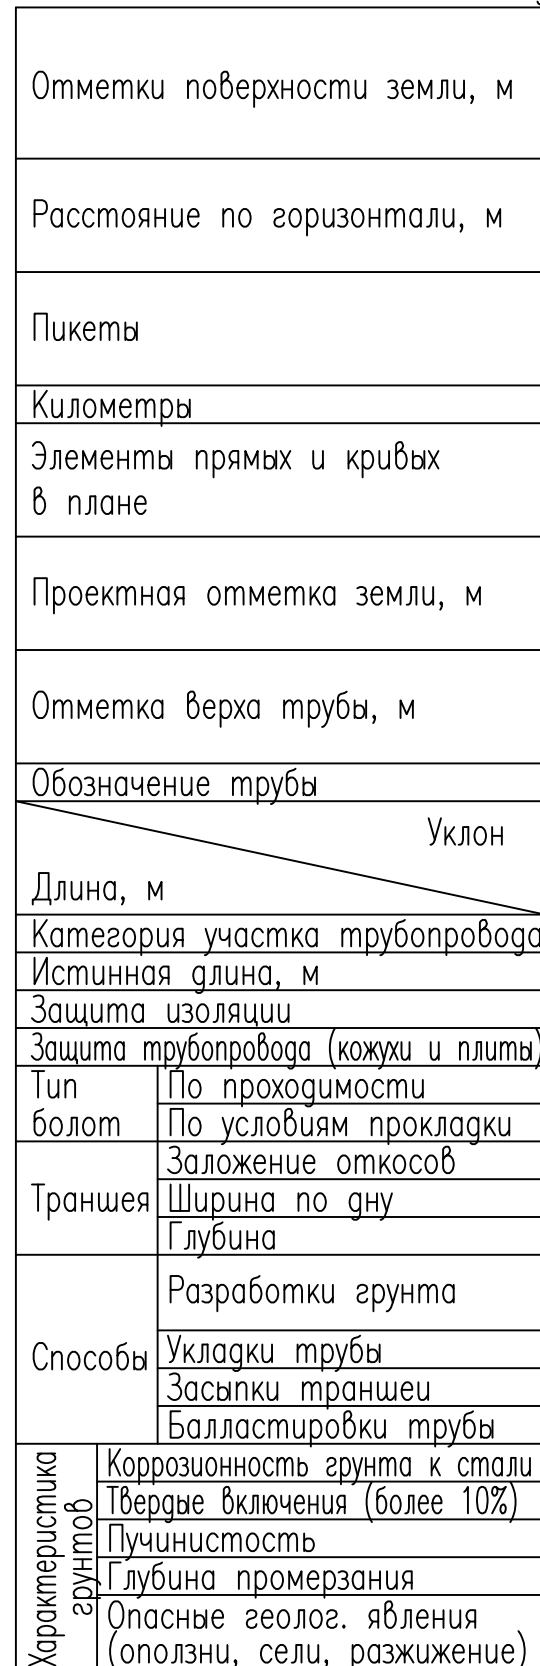 Отметки поверхности земли, м
Расстояние по горизонтали, м
Пикеты
Километры
Элементы прямых и кривых
в плане
Проектная отметка земли, м
Отметка верха трубы, м
Обозначение трубы
Уклон
Длина, м
Категория участка трубопровода
Истинная длина, м
Защита изоляции
Защита трубопровода (кожухи и плиты)
Тип
болот
По проходимости
По условиям прокладки
Траншея
Заложение откосов
Ширина по дну
Глубина
Способы
Разработки грунта
Укладки трубы
Засыпки траншеи
Балластировки трубы
Характеристика
грунтов
Коррозионность грунта к стали
Твердые включения (более 10%)
Пучинистость
Глубина промерзания
Опасные геолог. явления
(оползни, сели, разжижение)